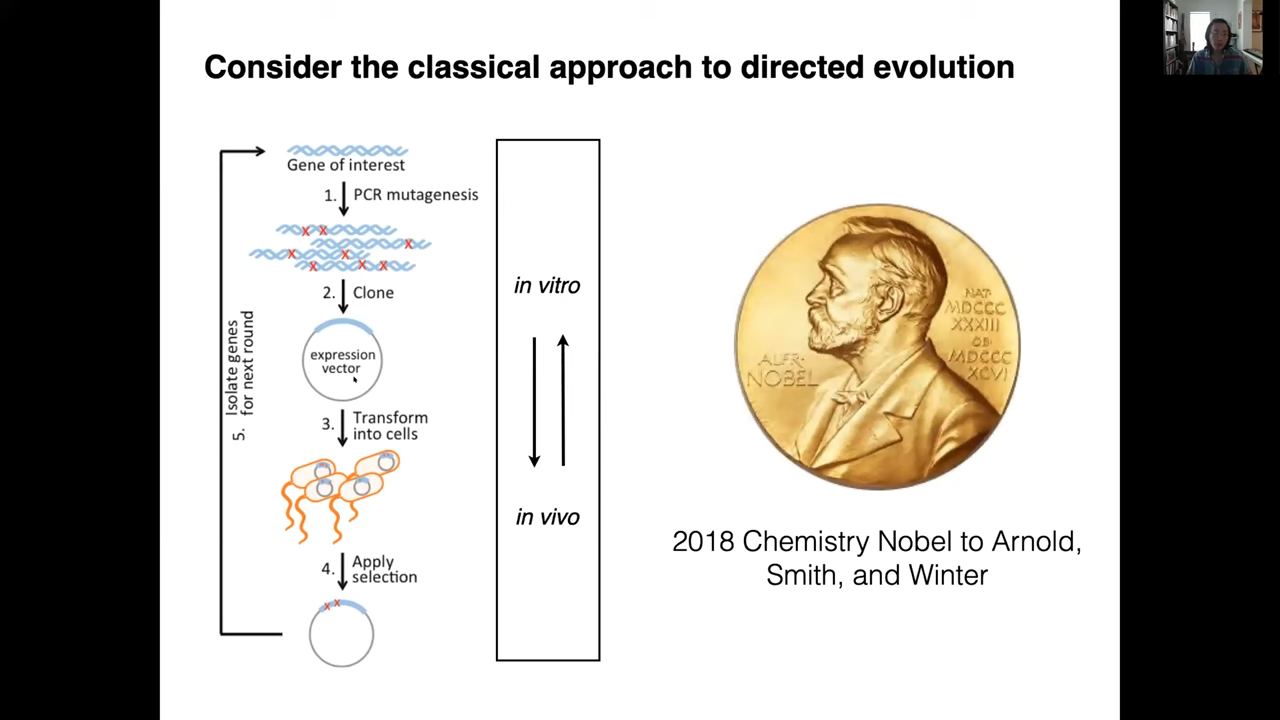 Consider the classical approach to directed evolution
Gene of interest
1. PCR mutagenesis
x x x x x x x x
2. Clone
expression
vector
3. Transform
into cells
4. Apply
selection
x x
5. Isolate genes
for next round
in vitro
in vivo
ALFR·
NOBEL
NAT·
MDCCC
XXXIII
OB·
MDCCC
XCVI
2018 Chemistry Nobel to Arnold,
Smith, and Winter